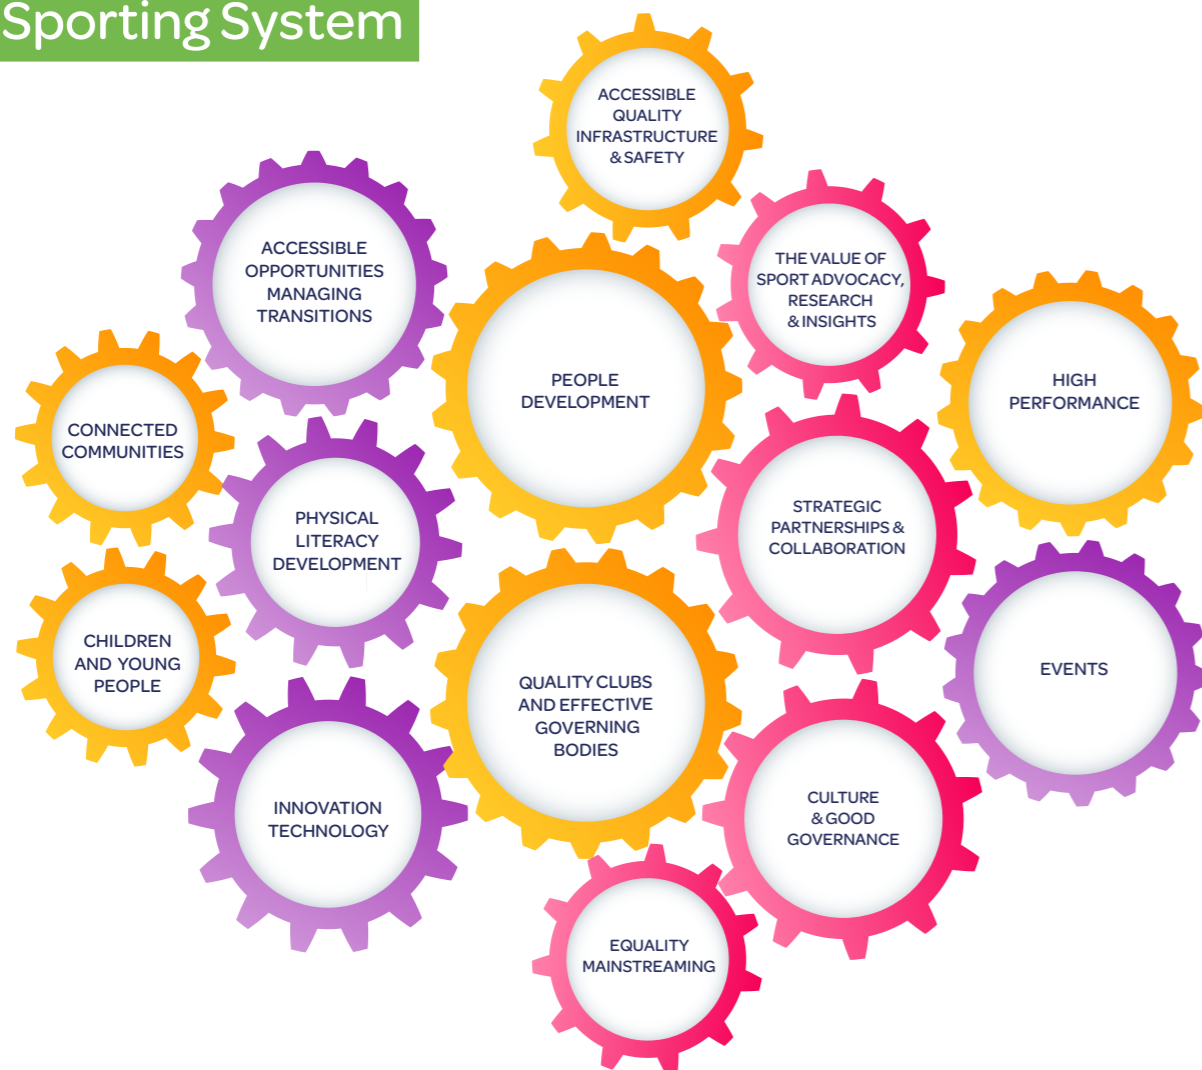 Sporting System
ACCESSIBLE
QUALITY
INFRASTRUCTURE
& SAFETY
ACCESSIBLE
OPPORTUNITIES
MANAGING
TRANSITIONS
THE VALUE OF
SPORT ADVOCACY,
RESEARCH
& INSIGHTS
PEOPLE
DEVELOPMENT
HIGH
PERFORMANCE
CONNECTED
COMMUNITIES
PHYSICAL
LITERACY
DEVELOPMENT
STRATEGIC
PARTNERSHIPS &
COLLABORATION
CHILDREN
AND YOUNG
PEOPLE
QUALITY CLUBS
AND EFFECTIVE
GOVERNING
BODIES
EVENTS
INNOVATION
TECHNOLOGY
CULTURE
& GOOD
GOVERNANCE
EQUALITY
MAINSTREAMING